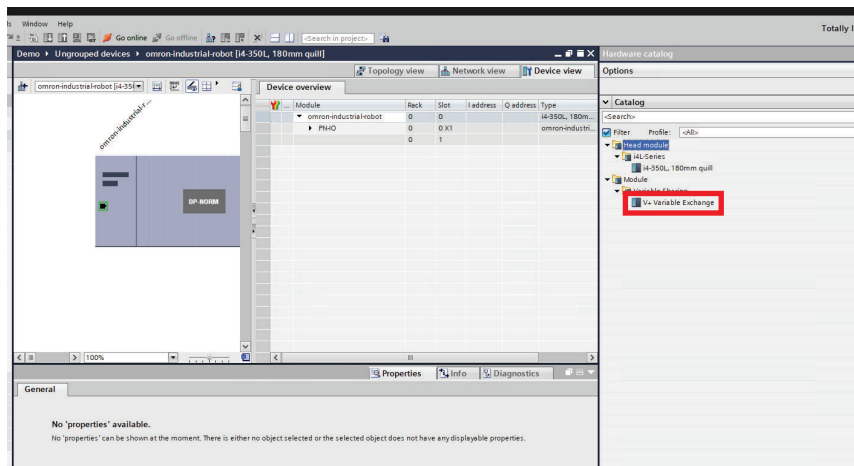 Window Help
Totally I
Go online Go offline <Search in project>
Demo Ungrouped devices omron-industrial-robot [i4-350L, 180mm quill]
Hardware catalog
Topology view Network view Device view
Options
omron-industrial-robot [i4-35
Device overview
Catalog
... Module Rack Slot I address Q address Type
<Search>
omron-industrial-robot 0 0 i4-350L, 180m...
Filter Profile: <All>
PN-IO 0 0 X1 omron-industri...
Head module
0 1
i4L-Series
i4-350L, 180mm quill
Module
Variable Sharing
V+ Variable Exchange
omron-industrial-r...
DP-NORM
100%
Properties Info Diagnostics
General
No 'properties' available.
No 'properties' can be shown at the moment. There is either no object selected or the selected object does not have any displayable properties.